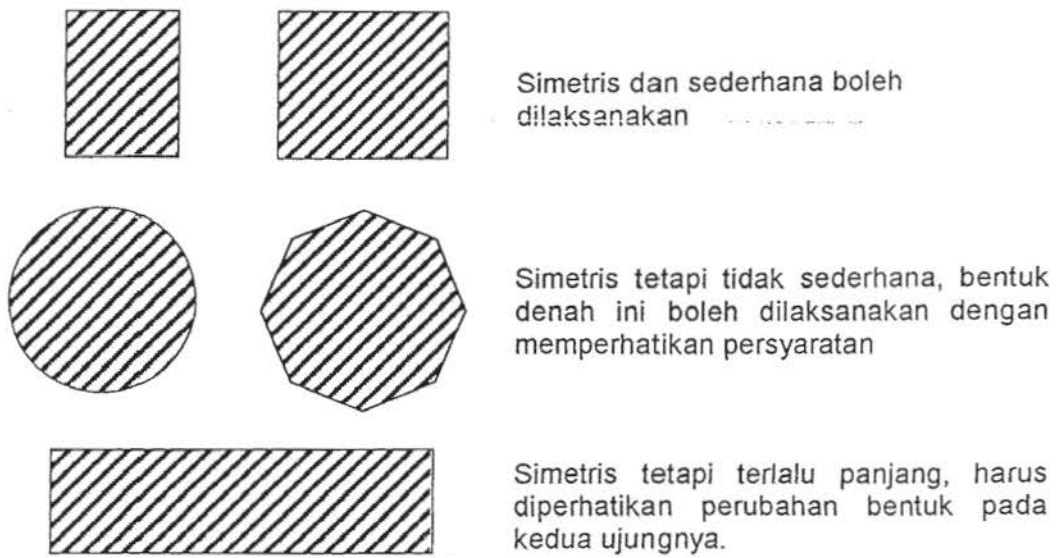 Simetris dan sederhana boleh
dilaksanakan
Simetris tetapi tidak sederhana, bentuk
denah ini boleh dilaksanakan dengan
memperhatikan persyaratan
Simetris tetapi terlalu panjang, harus
diperhatikan perubahan bentuk pada
kedua ujungnya.